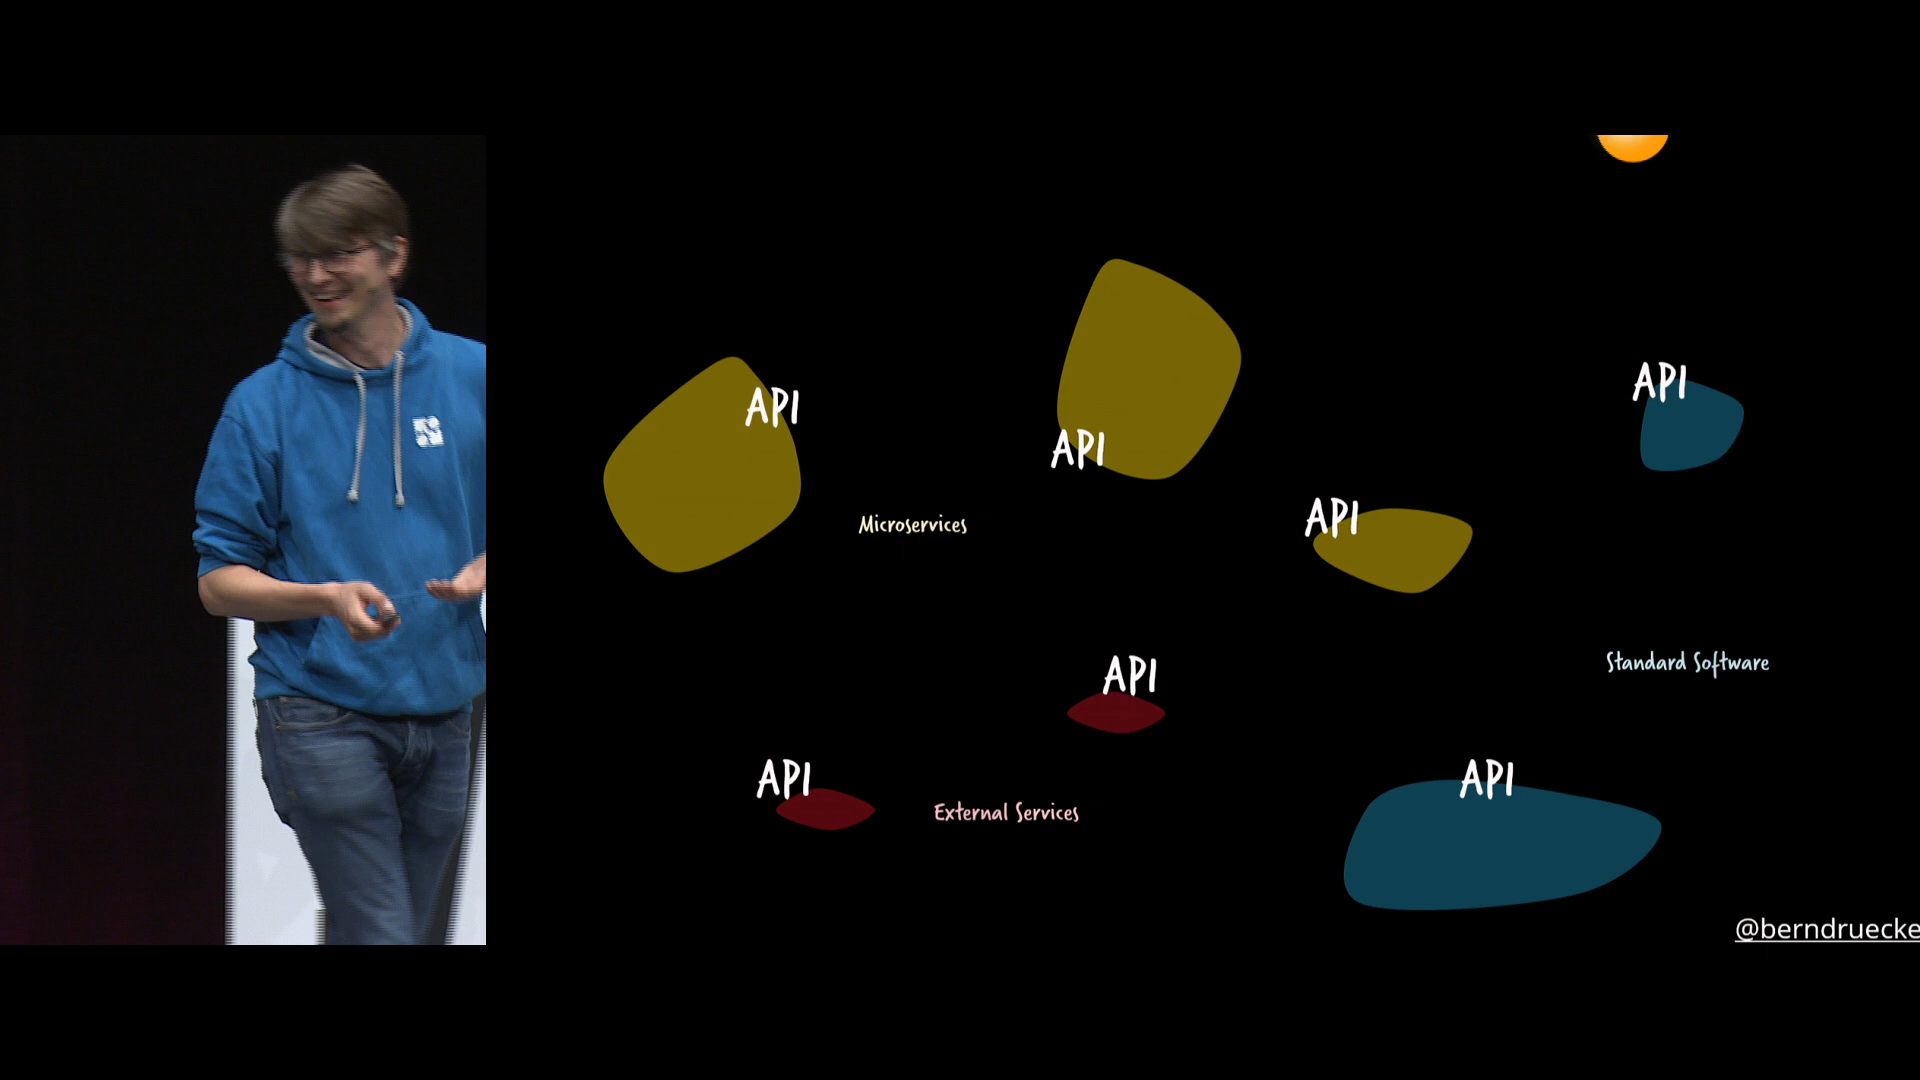 API
API
API
API
Microservices
Standard Software
API
API
External Services
API
@berndruecke